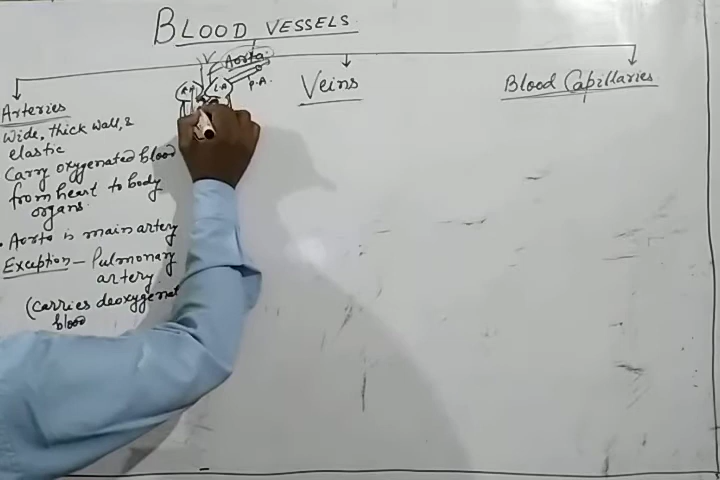 BLOOD VESSELS
Aorta
R.A
L.A
P.A.
Arteries
Wide, thick wall, &
elastic
Carry oxygenated blood
from heart to body
organs.
• Aorta is main artery
Exception - Pulmonary
artery
(Carries deoxygenat
blood
Veins
Blood Capillaries